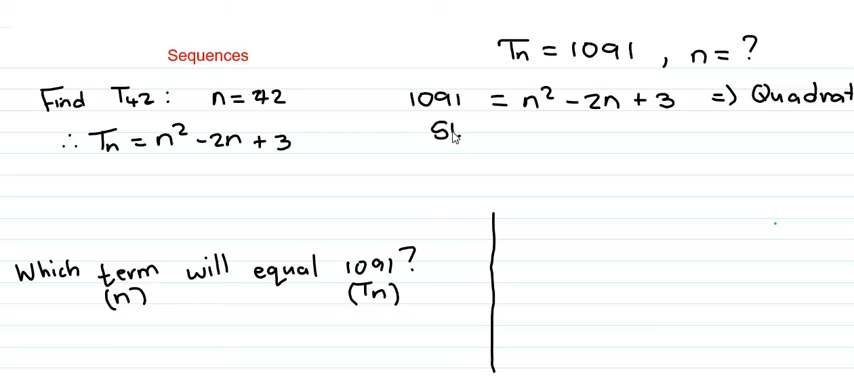 Sequences
Tn = 1091, n = ?
Find T42: n = 42
1091 = n² - 2n + 3 => Quadrat
∴ Tn = n² - 2n + 3
St
Which term will equal 1091?
(n) (Tn)